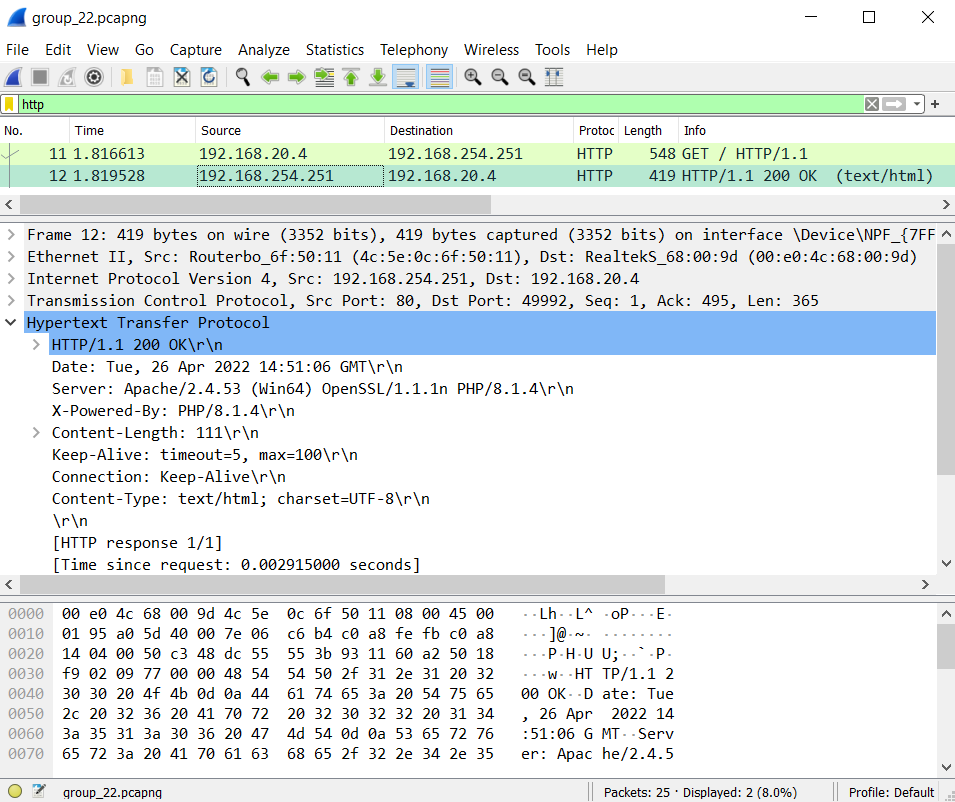 group_22.pcapng
File Edit View Go Capture Analyze Statistics Telephony Wireless Tools Help
http
No. Time Source Destination Protoc Length Info
11 1.816613 192.168.20.4 192.168.254.251 HTTP 548 GET / HTTP/1.1
12 1.819528 192.168.254.251 192.168.20.4 HTTP 419 HTTP/1.1 200 OK (text/html)
Frame 12: 419 bytes on wire (3352 bits), 419 bytes captured (3352 bits) on interface \Device\NPF_{7FF
Ethernet II, Src: Routerbo_6f:50:11 (4c:5e:0c:6f:50:11), Dst: RealtekS_68:00:9d (00:e0:4c:68:00:9d)
Internet Protocol Version 4, Src: 192.168.254.251, Dst: 192.168.20.4
Transmission Control Protocol, Src Port: 80, Dst Port: 49992, Seq: 1, Ack: 495, Len: 365
Hypertext Transfer Protocol
HTTP/1.1 200 OK\r\n
Date: Tue, 26 Apr 2022 14:51:06 GMT\r\n
Server: Apache/2.4.53 (Win64) OpenSSL/1.1.1n PHP/8.1.4\r\n
X-Powered-By: PHP/8.1.4\r\n
Content-Length: 111\r\n
Keep-Alive: timeout=5, max=100\r\n
Connection: Keep-Alive\r\n
Content-Type: text/html; charset=UTF-8\r\n
\r\n
[HTTP response 1/1]
[Time since request: 0.002915000 seconds]
0000 00 e0 4c 68 00 9d 4c 5e 0c 6f 50 11 08 00 45 00 ··Lh··L^ ·oP···E·
0010 01 95 a0 5d 40 00 7e 06 c6 b4 c0 a8 fe fb c0 a8 ···]@·~· ········
0020 14 04 00 50 c3 48 dc 55 55 3b 93 11 60 a2 50 18 ···P·H·U U;··`·P·
0030 f9 02 09 77 00 00 48 54 54 50 2f 31 2e 31 20 32 ···w··HT TP/1.1 2
0040 30 30 20 4f 4b 0d 0a 44 61 74 65 3a 20 54 75 65 00 OK··D ate: Tue
0050 2c 20 32 36 20 41 70 72 20 32 30 32 32 20 31 34 , 26 Apr 2022 14
0060 3a 35 31 3a 30 36 20 47 4d 54 0d 0a 53 65 72 76 :51:06 G MT··Serv
0070 65 72 3a 20 41 70 61 63 68 65 2f 32 2e 34 2e 35 er: Apac he/2.4.5
group_22.pcapng Packets: 25 · Displayed: 2 (8.0%) Profile: Default